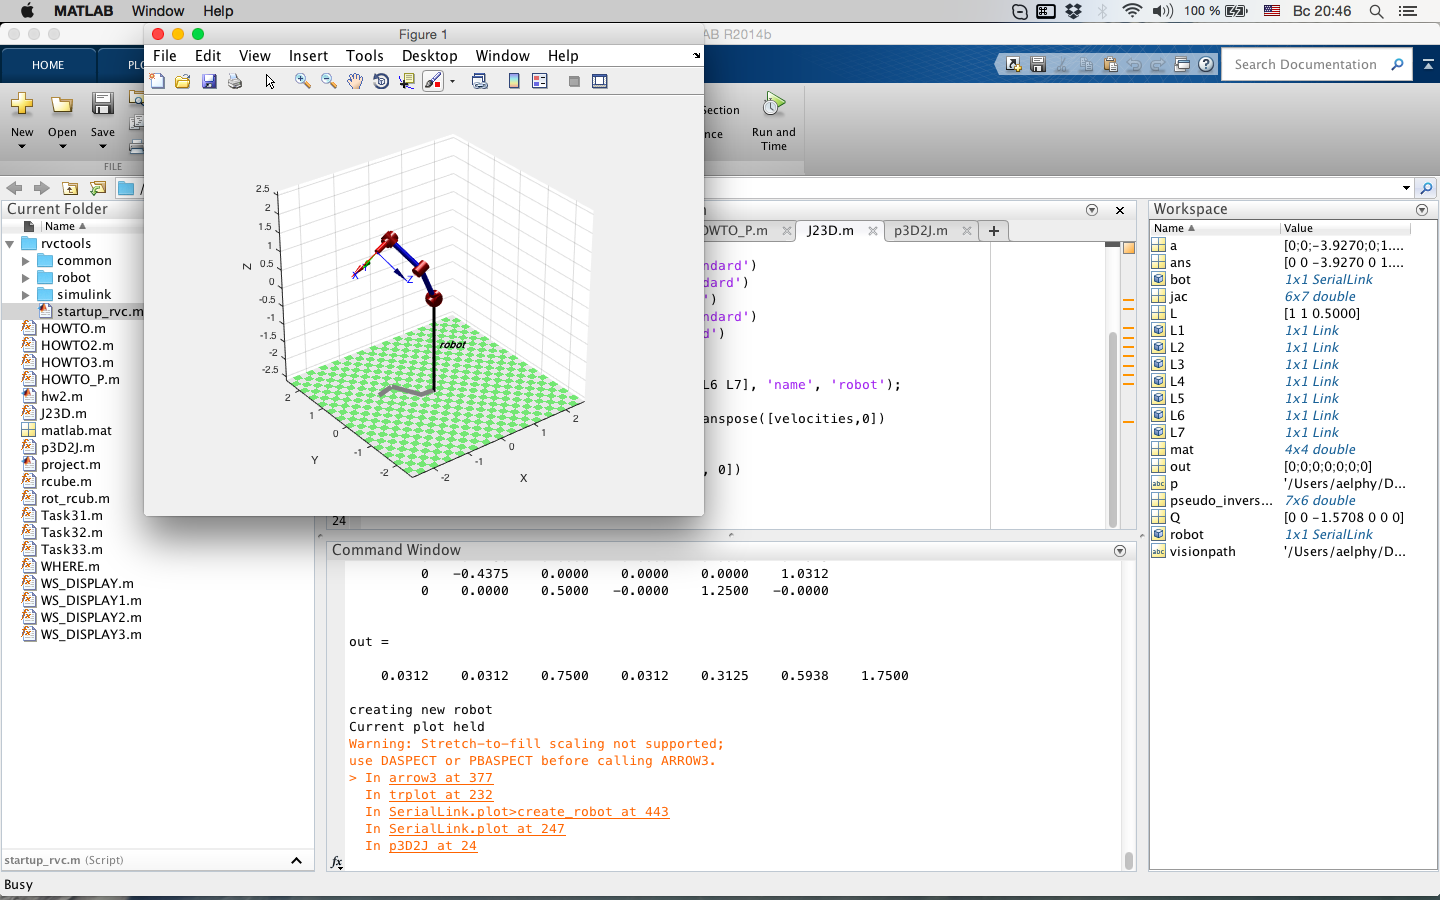 MATLAB Window Help
100 % Вс 20:46
Figure 1
AB R2014b
File Edit View Insert Tools Desktop Window Help
HOME PLO
Search Documentation
New Open Save
Section
nce
Run and
Time
FILE
/
Current Folder
Name
rvctools
common
robot
simulink
startup_rvc.m
HOWTO.m
HOWTO2.m
HOWTO3.m
HOWTO_P.m
hw2.m
J23D.m
matlab.mat
p3D2J.m
project.m
rcube.m
rot_rcub.m
Task31.m
Task32.m
Task33.m
WHERE.m
WS_DISPLAY.m
WS_DISPLAY1.m
WS_DISPLAY2.m
WS_DISPLAY3.m
startup_rvc.m (Script)
Busy
2.5
2
1.5
1
0.5
0
-0.5
-1
-1.5
-2
-2.5
Z
X
Y
Z
robot
2
1
0
-1
-2
Y
-2
-1
0
1
2
X
OWTO_P.m J23D.m p3D2J.m
ndard')
ndard')
')
ndard')
d')
L6 L7], 'name', 'robot');
anspose([velocities,0])
, 0])
24
Command Window
0 -0.4375 0.0000 0.0000 0.0000 1.0312
0 0.0000 0.5000 -0.0000 1.2500 -0.0000
out =
0.0312 0.0312 0.7500 0.0312 0.3125 0.5938 1.7500
creating new robot
Current plot held
Warning: Stretch-to-fill scaling not supported;
use DASPECT or PBASPECT before calling ARROW3.
> In arrow3 at 377
In trplot at 232
In SerialLink.plot>create_robot at 443
In SerialLink.plot at 247
In p3D2J at 24
fx
Workspace
Name Value
a [0;0;-3.9270;0;1....
ans [0 0 -3.9270 0 1....
bot 1x1 SerialLink
jac 6x7 double
L [1 1 0.5000]
L1 1x1 Link
L2 1x1 Link
L3 1x1 Link
L4 1x1 Link
L5 1x1 Link
L6 1x1 Link
L7 1x1 Link
mat 4x4 double
out [0;0;0;0;0;0;0]
p '/Users/aelphy/D...
pseudo_invers... 7x6 double
Q [0 0 -1.5708 0 0 0]
robot 1x1 SerialLink
visionpath '/Users/aelphy/D...